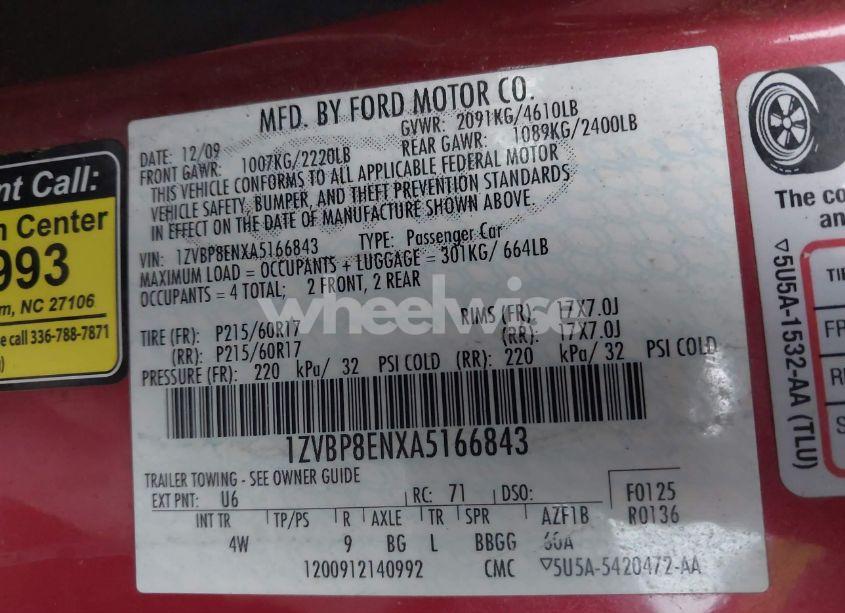 MFD. BY FORD MOTOR CO.
DATE: 12/09 GVWR: 2091KG/4610LB
FRONT GAWR: 1007KG/2220LB REAR GAWR: 1089KG/2400LB
THIS VEHICLE CONFORMS TO ALL APPLICABLE FEDERAL MOTOR
VEHICLE SAFETY, BUMPER, AND THEFT PREVENTION STANDARDS
IN EFFECT ON THE DATE OF MANUFACTURE SHOWN ABOVE.
VIN: 1ZVBP8ENXA5166843 TYPE: Passenger Car
MAXIMUM LOAD = OCCUPANTS + LUGGAGE = 301KG/ 664LB
OCCUPANTS = 4 TOTAL; 2 FRONT, 2 REAR
wheelwise
TIRE (FR): P215/60R17 RIMS (FR): 17X7.0J
(RR): P215/60R17 (RR): 17X7.0J
PRESSURE (FR): 220 kPa/ 32 PSI COLD (RR): 220 kPa/ 32 PSI COLD
1ZVBP8ENXA5166843
TRAILER TOWING - SEE OWNER GUIDE
EXT PNT: U6 RC: 71 DSO: F0125
INT TR TP/PS R AXLE TR SPR AZF1B R0136
4W 9 BG L BBGG 60A
1200912140992 CMC ▽5U5A-5420472-AA
nt Call:
n Center
993
m, NC 27106
e call 336-788-7871
)
The co
an
▽5U5A-1532-AA (TLU)
TI
FP
R
S